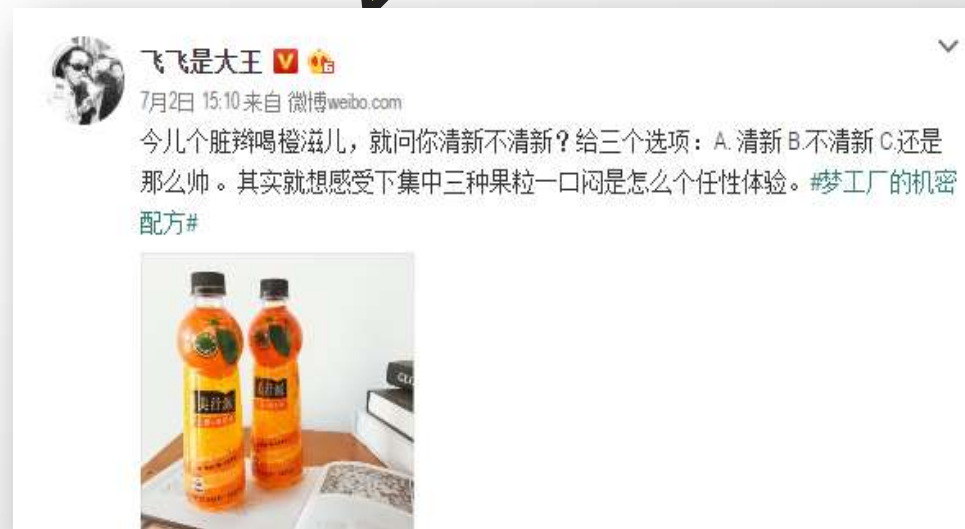 飞飞是大王
7月2日 15:10 来自 微博weibo.com
今儿个脏辫喝橙滋儿，就问你清新不清新？给三个选项：A. 清新 B.不清新 C.还是
那么帅 。其实就想感受下集中三种果粒一口闷是怎么个任性体验。#梦工厂的机密
配方#
美汁源